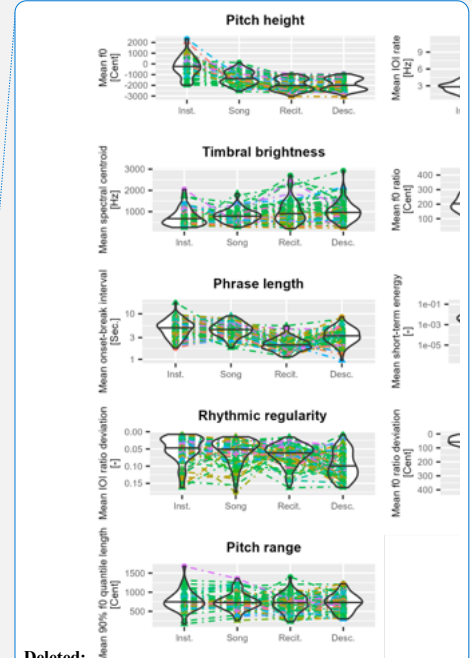 Pitch height
Mean f0
[Cent]
2000
1000
0
-1000
-2000
-3000
Inst.
Song
Recit.
Desc.
Mean IOI rate
[Hz]
9
6
3
Timbral brightness
Mean spectral centroid
[Hz]
3000
2000
1000
Inst.
Song
Recit.
Desc.
Mean f0 ratio
[Cent]
400
300
200
100
Phrase length
Mean onset-break interval
[Sec.]
10
3
1
Inst.
Song
Recit.
Desc.
Mean short-term energy
[-]
1e-01
1e-03
1e-05
Rhythmic regularity
Mean IOI ratio deviation
[-]
0.00
0.05
0.10
0.15
Inst.
Song
Recit.
Desc.
Mean f0 ratio deviation
[Cent]
0
100
200
300
400
Pitch range
Mean 90% f0 quantile length
[Cent]
1500
1000
500
Inst.
Song
Recit.
Desc.
Deleted: